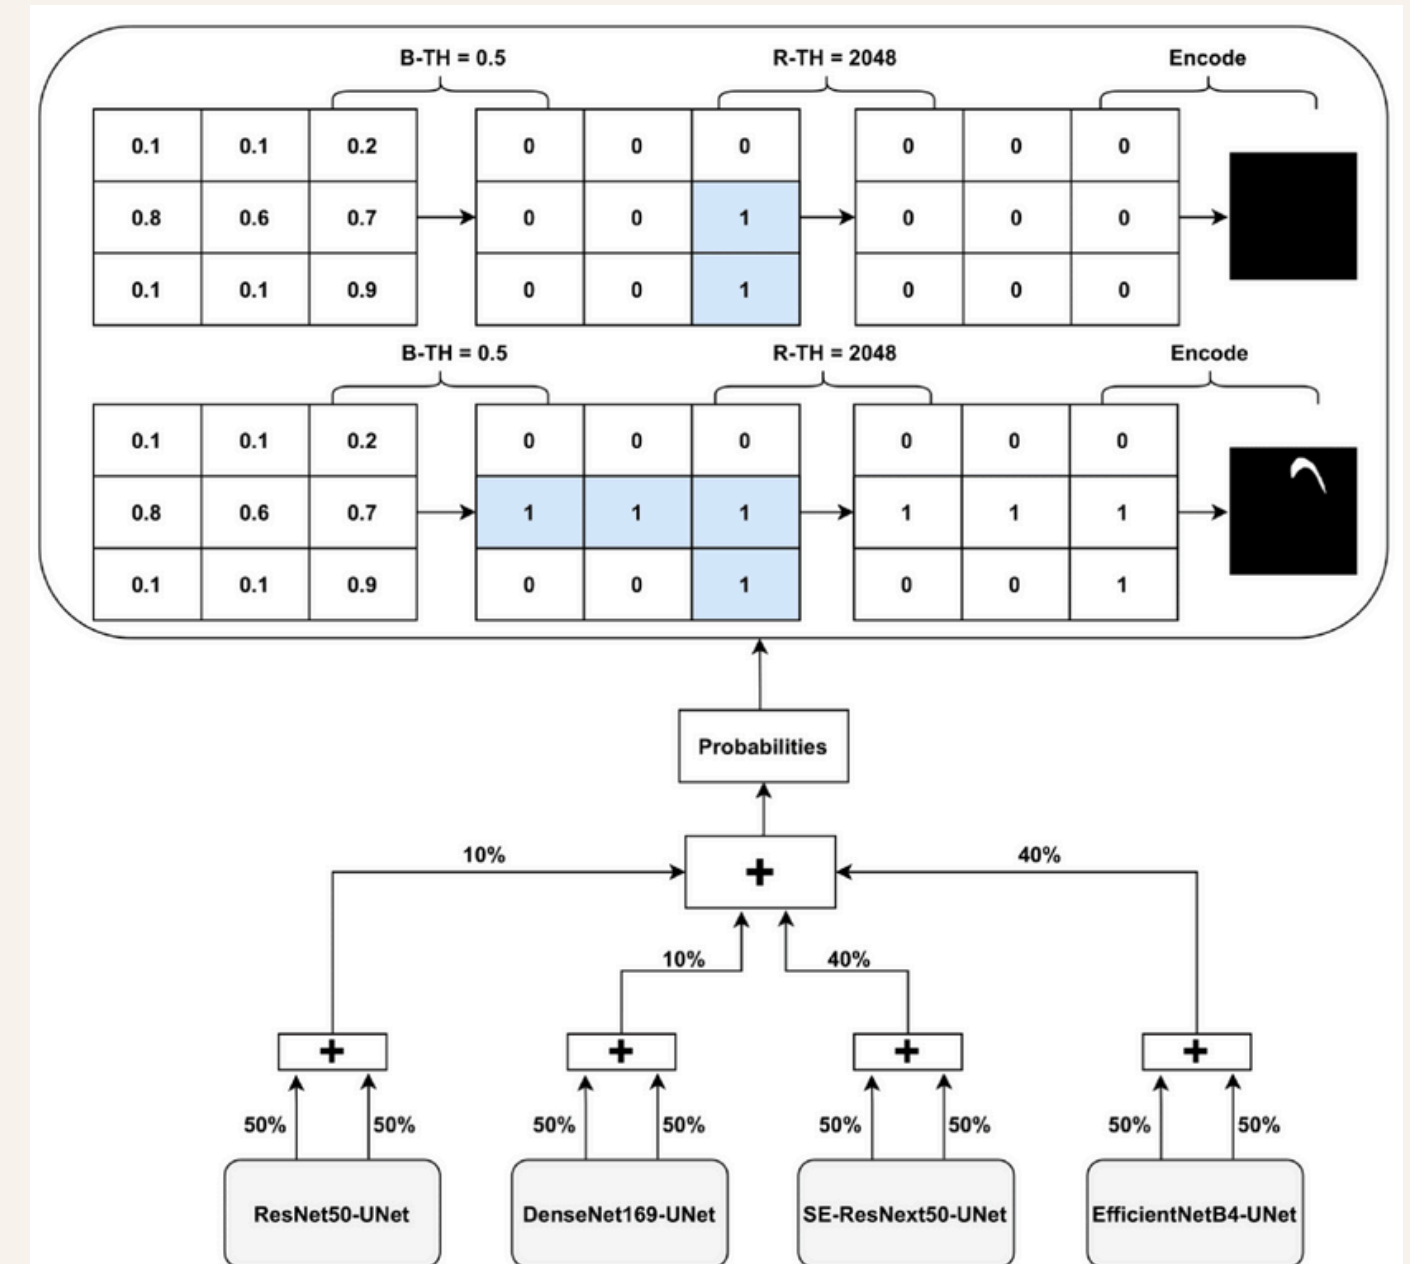 B-TH = 0.5 R-TH = 2048 Encode
0.1 0.1 0.2 0 0 0 0 0 0
0.8 0.6 0.7 0 0 1 0 0 0
0.1 0.1 0.9 0 0 1 0 0 0
B-TH = 0.5 R-TH = 2048 Encode
0.1 0.1 0.2 0 0 0 0 0 0
0.8 0.6 0.7 1 1 1 1 1 1
0.1 0.1 0.9 0 0 1 0 0 1
Probabilities
10% + 40%
10% 40%
+ + + +
50% 50% 50% 50% 50% 50% 50% 50%
ResNet50-UNet DenseNet169-UNet SE-ResNext50-UNet EfficientNetB4-UNet